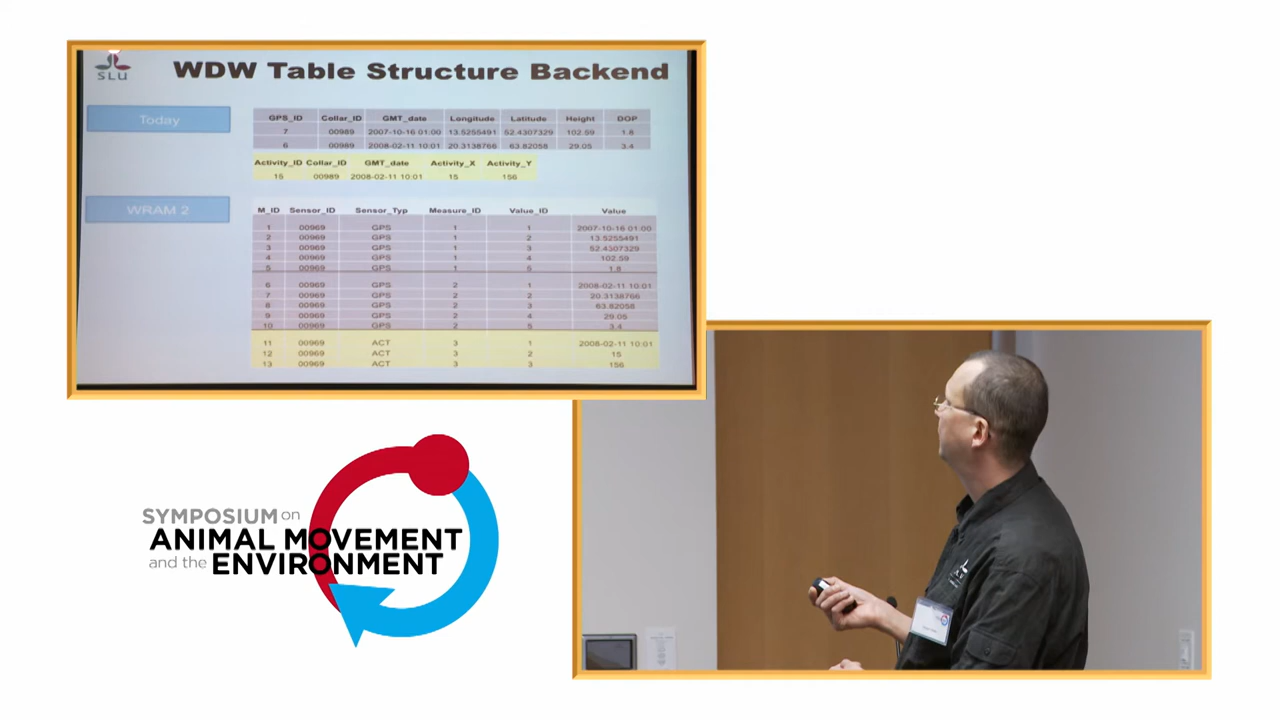 SLU
WDW Table Structure Backend
Today
GPS_ID Collar_ID GMT_date Longitude Latitude Height DOP
7 00989 2007-10-16 01:00 13.5255491 52.4307329 102.59 1.8
6 00989 2008-02-11 10:01 20.3138766 63.82058 29.05 3.4
Activity_ID Collar_ID GMT_date Activity_X Activity_Y
15 00989 2008-02-11 10:01 15 156
WRAM 2
M_ID Sensor_ID Sensor_Typ Measure_ID Value_ID Value
1 00969 GPS 1 1 2007-10-16 01:00
2 00969 GPS 1 2 13.5255491
3 00969 GPS 1 3 52.4307329
4 00969 GPS 1 4 102.59
5 00969 GPS 1 5 1.8
6 00969 GPS 2 1 2008-02-11 10:01
7 00969 GPS 2 2 20.3138766
8 00969 GPS 2 3 63.82058
9 00969 GPS 2 4 29.05
10 00969 GPS 2 5 3.4
11 00969 ACT 3 1 2008-02-11 10:01
12 00969 ACT 3 2 15
13 00969 ACT 3 3 156
SYMPOSIUM on
ANIMAL MOVEMENT
and the ENVIRONMENT